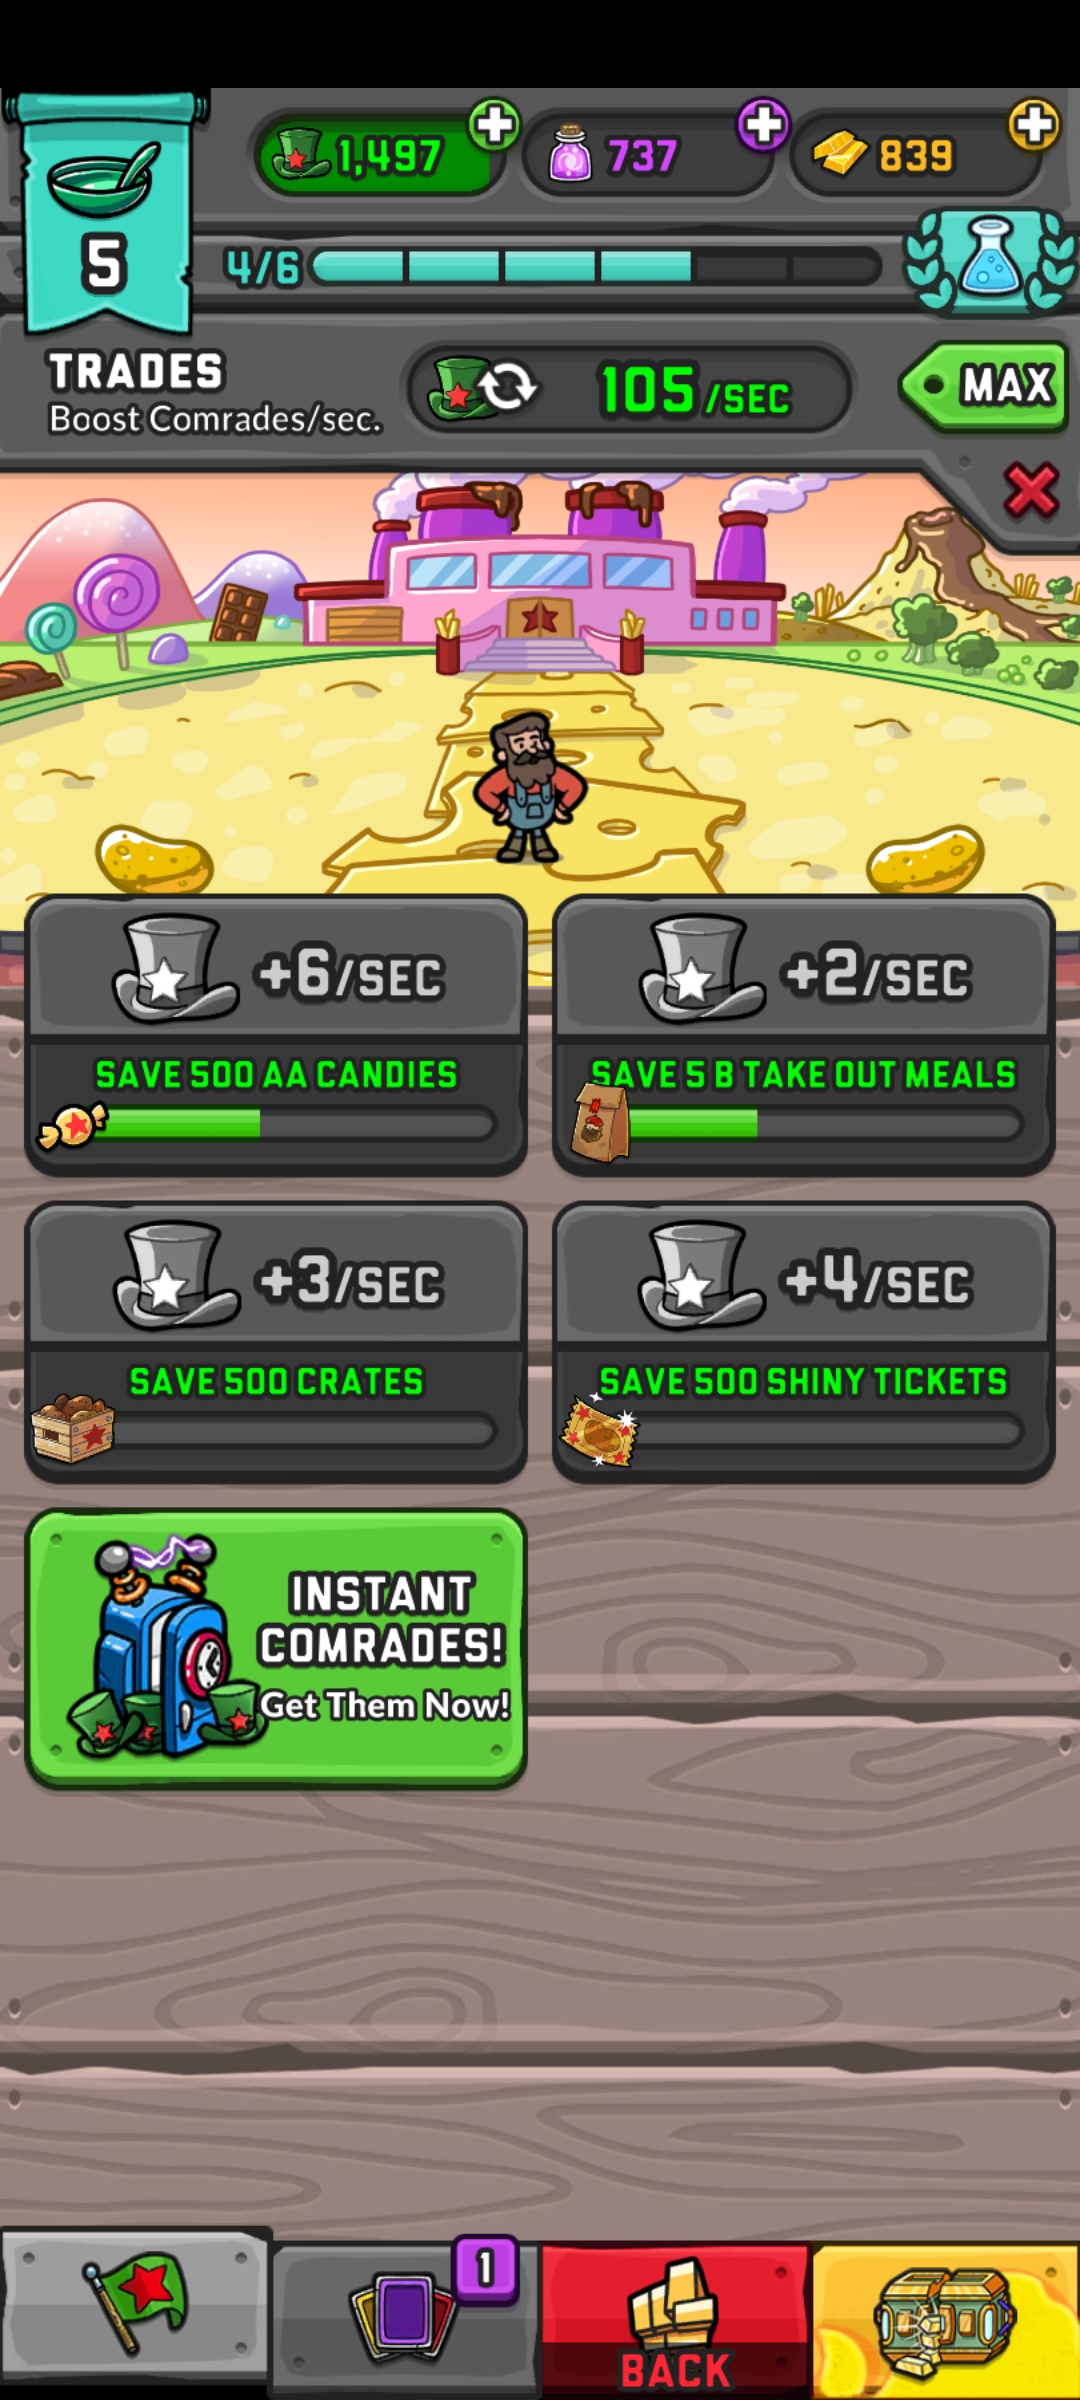 1,497
737
839
5
4/6
TRADES
Boost Comrades/sec.
105/SEC
MAX
+6/SEC
+2/SEC
SAVE 500 AA CANDIES
SAVE 5 B TAKE OUT MEALS
+3/SEC
+4/SEC
SAVE 500 CRATES
SAVE 500 SHINY TICKETS
INSTANT
COMRADES!
Get Them Now!
1
BACK